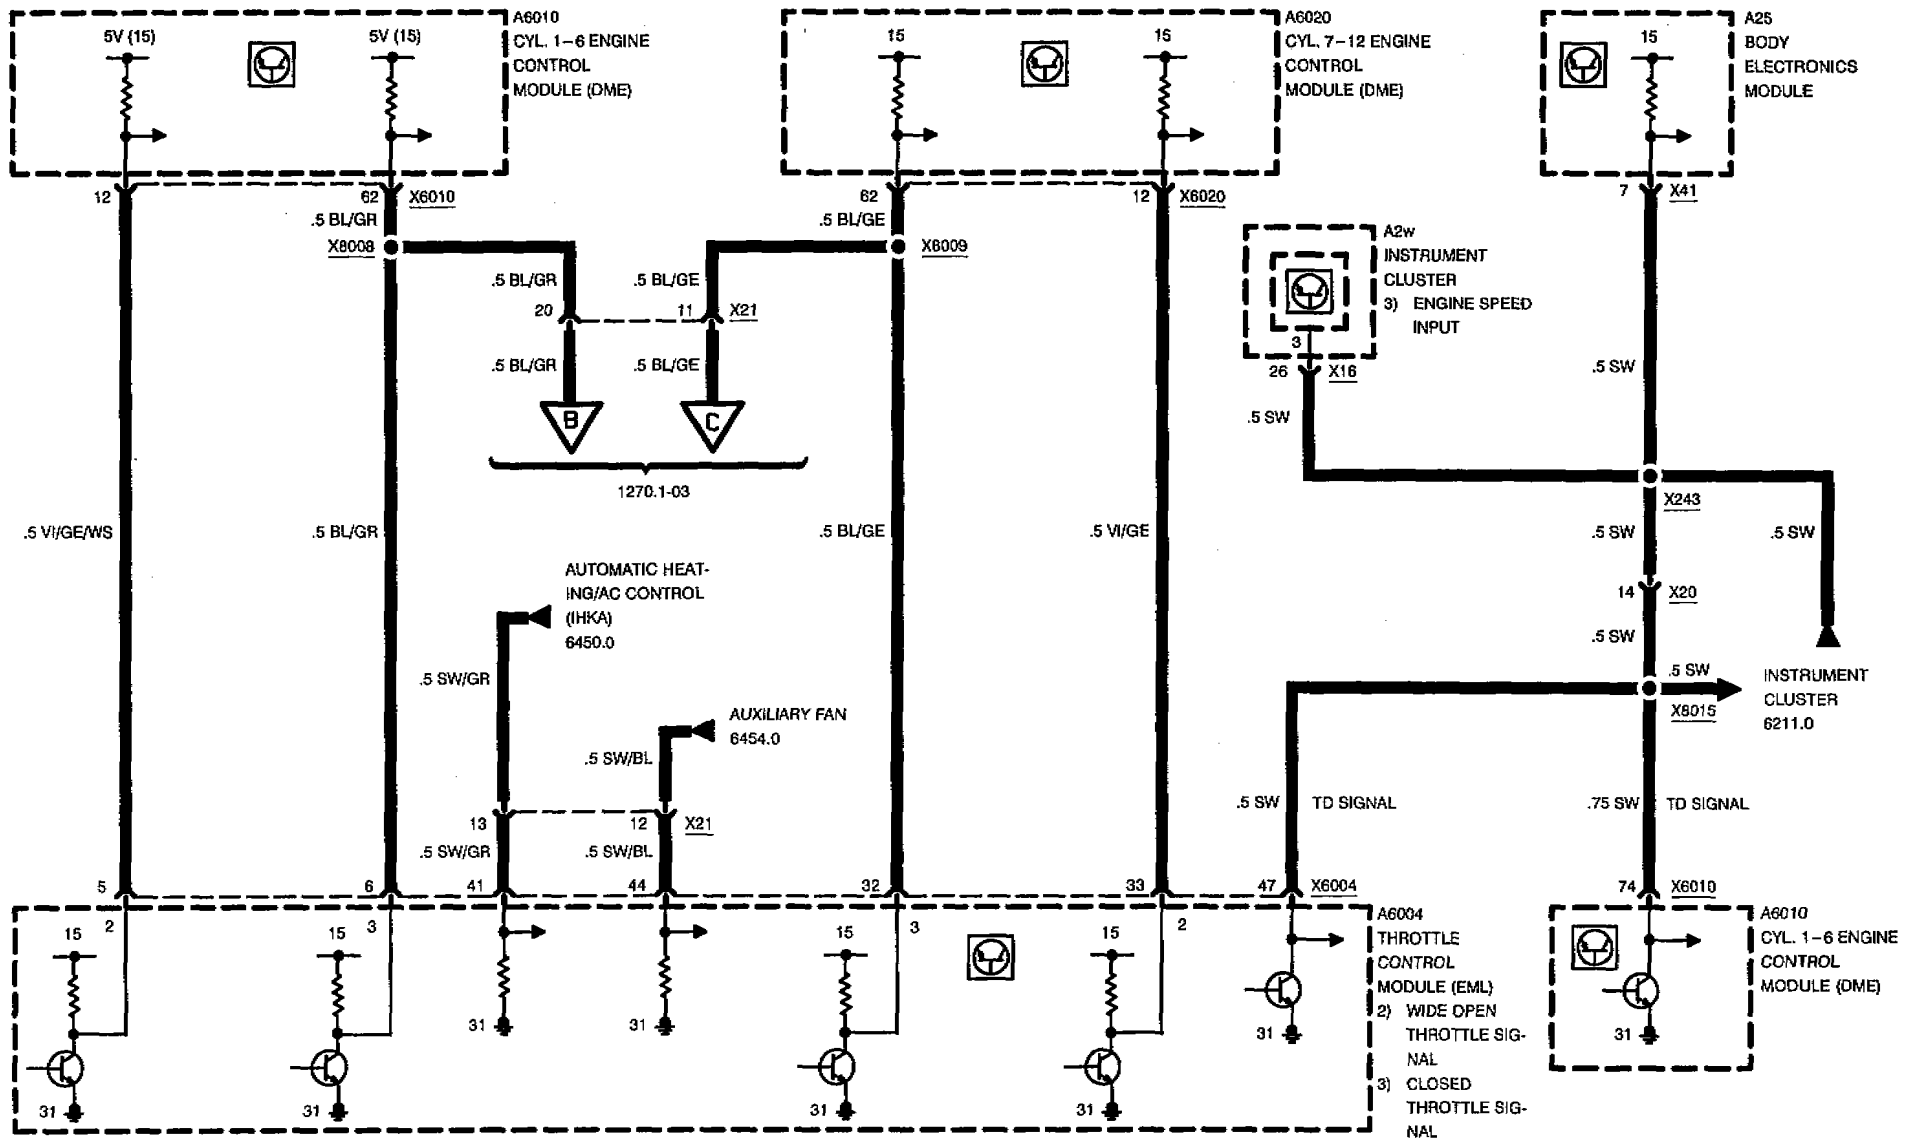 A6010
CYL. 1–6 ENGINE
CONTROL
MODULE (DME)
5V (15)
5V (15)
A6020
CYL. 7–12 ENGINE
CONTROL
MODULE (DME)
15
15
A25
BODY
ELECTRONICS
MODULE
15
12
62
X6010
62
12
X6020
7
X41
.5 BL/GR
X8008
.5 BL/GE
X8009
A2w
INSTRUMENT
CLUSTER
3) ENGINE SPEED
INPUT
3
26
X16
.5 BL/GR
.5 BL/GE
20
11
X21
.5 BL/GR
.5 BL/GE
B
C
1270.1-03
.5 SW
.5 SW
X243
.5 VI/GE/WS
.5 BL/GR
.5 BL/GE
.5 VI/GE
.5 SW
.5 SW
14
X20
.5 SW
AUTOMATIC HEAT-
ING/AC CONTROL
(IHKA)
6450.0
.5 SW/GR
AUXILIARY FAN
6454.0
.5 SW/BL
.5 SW
X8015
INSTRUMENT
CLUSTER
6211.0
.5 SW
TD SIGNAL
.75 SW
TD SIGNAL
13
12
X21
.5 SW/GR
.5 SW/BL
5
6
41
44
32
33
47
X6004
74
X6010
2
15
31
3
15
31
31
31
15
3
31
15
2
31
31
A6004
THROTTLE
CONTROL
MODULE (EML)
2) WIDE OPEN
THROTTLE SIG-
NAL
3) CLOSED
THROTTLE SIG-
NAL
31
A6010
CYL. 1–6 ENGINE
CONTROL
MODULE (DME)